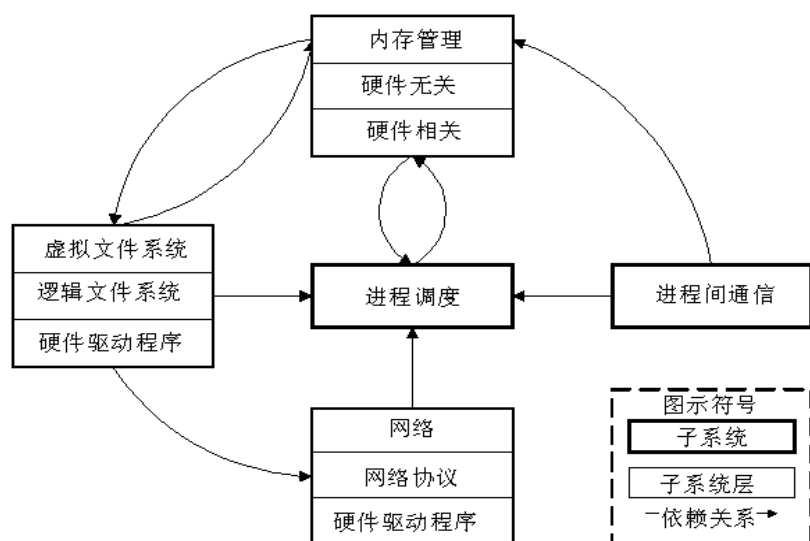 内存管理
硬件无关
硬件相关
虚拟文件系统
逻辑文件系统
硬件驱动程序
进程调度
进程间通信
网络
网络协议
硬件驱动程序
图示符号
子系统
子系统层
依赖关系